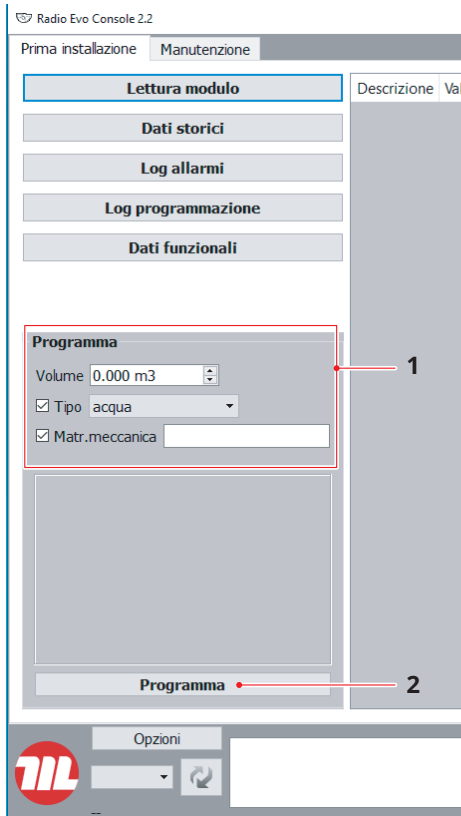 Radio Evo Console 2.2
Prima installazione Manutenzione
Lettura modulo
Descrizione Val
Dati storici
Log allarmi
Log programmazione
Dati funzionali
Programma
1
Volume 0.000 m3
Tipo acqua
Matr.meccanica
Programma
2
Opzioni
--